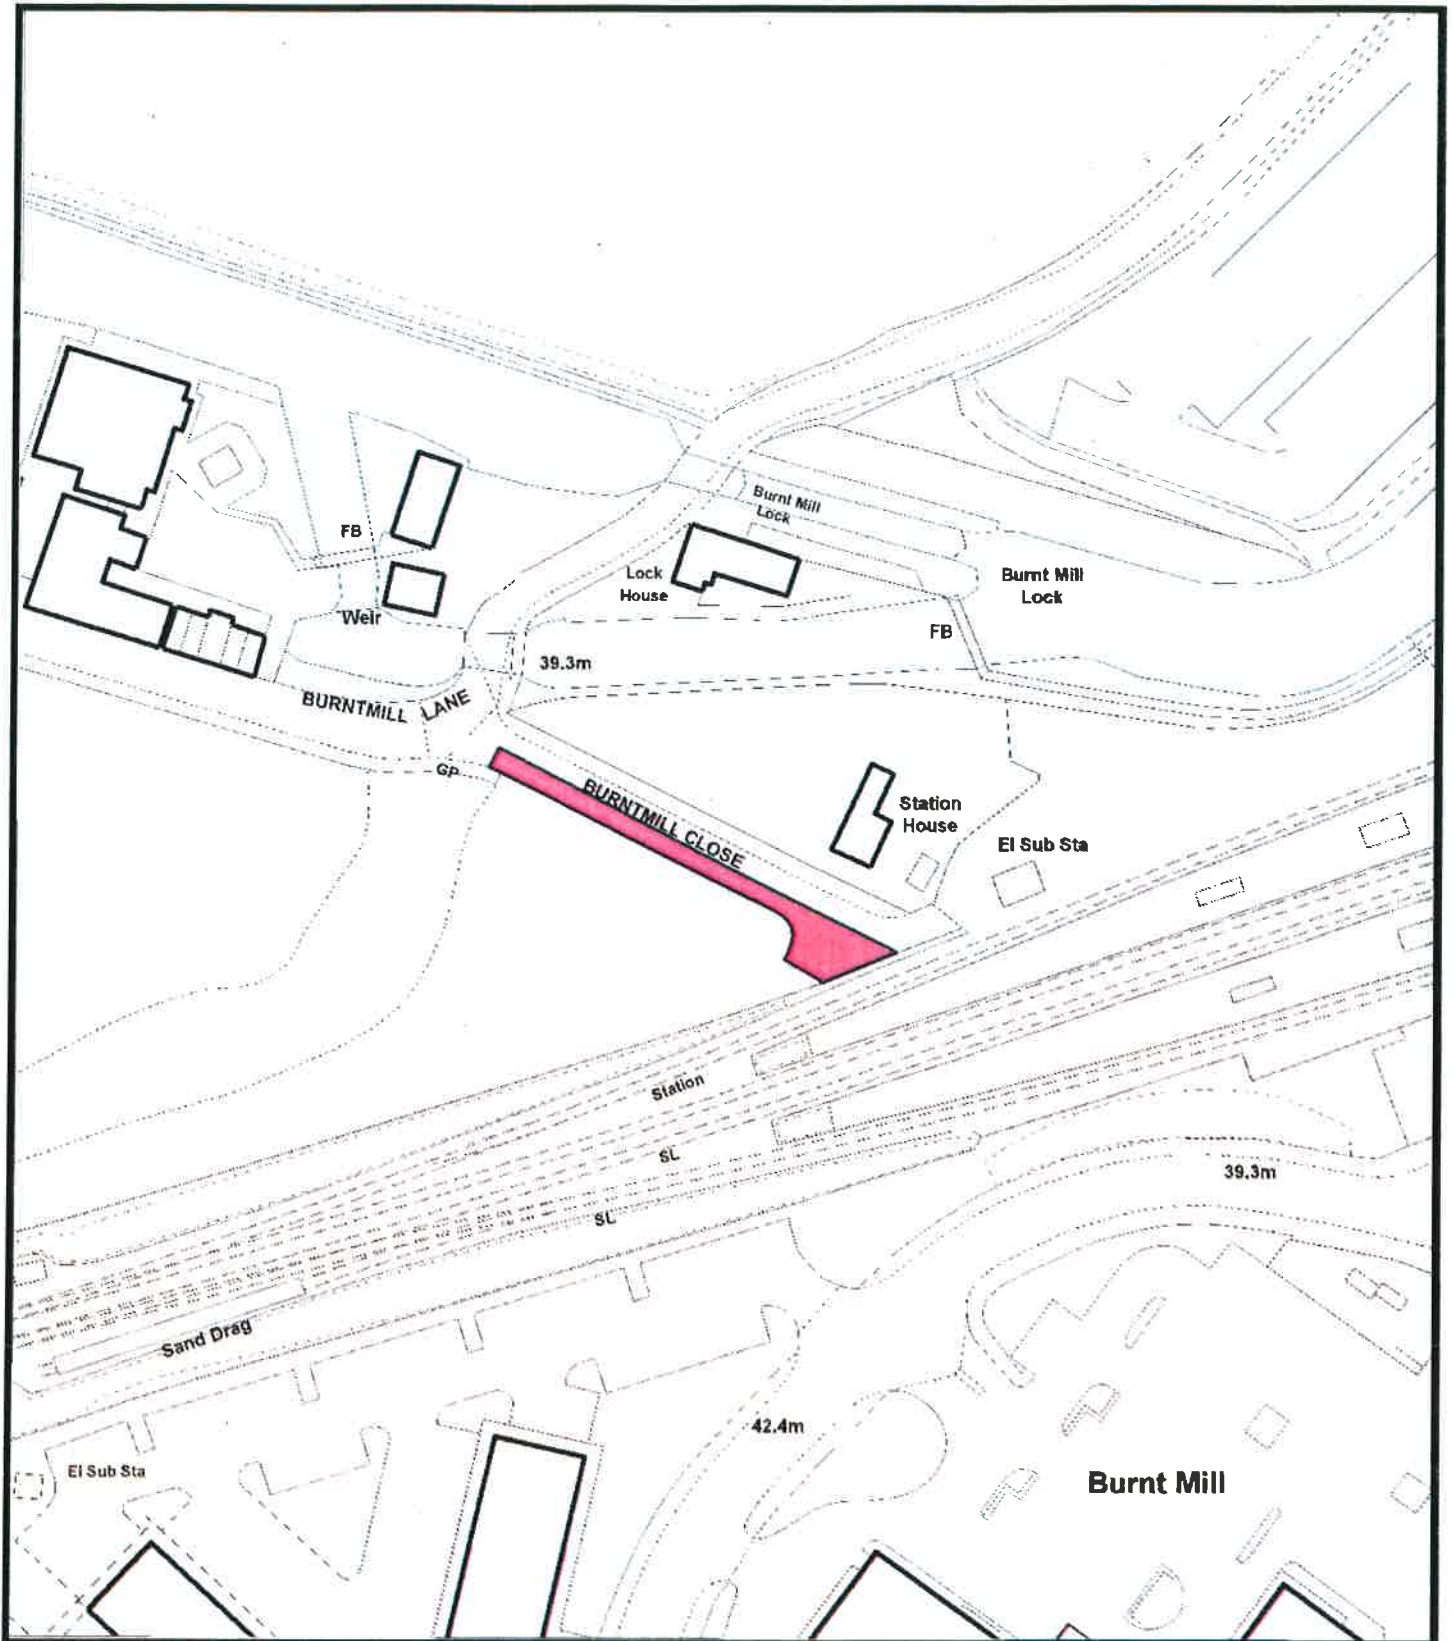 Burnt Mill
Lock
FB
Lock
House
Burnt Mill
Lock
Weir
FB
39.3m
BURNTMILL LANE
GP
BURNTMILL CLOSE
Station
House
El Sub Sta
Station
SL
39.3m
SL
Sand Drag
42.4m
El Sub Sta
Burnt Mill